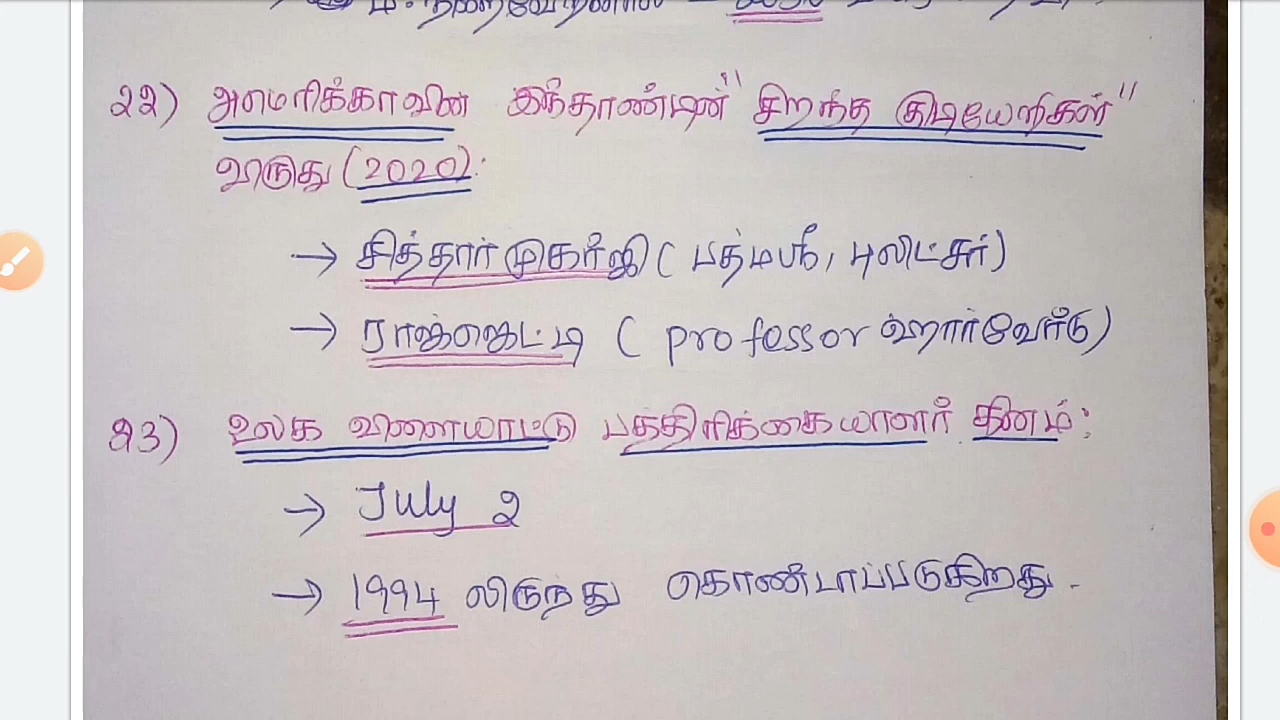 22) அமெரிக்காவின் இந்தாண்டின் "சிறந்த குடியேறிகள்"
விருது (2020):
→ சித்தார் முகர்ஜி ( பத்மஸ்ரீ, புலிட்சர்)
→ ராஜ்ஷெட்டி ( professor ஹார்வேர்டு)
23) உலக விளையாட்டு பத்திரிக்கையாளர் தினம்:
→ July 2
→ 1994 லிருந்து கொண்டாப்படுகிறது.